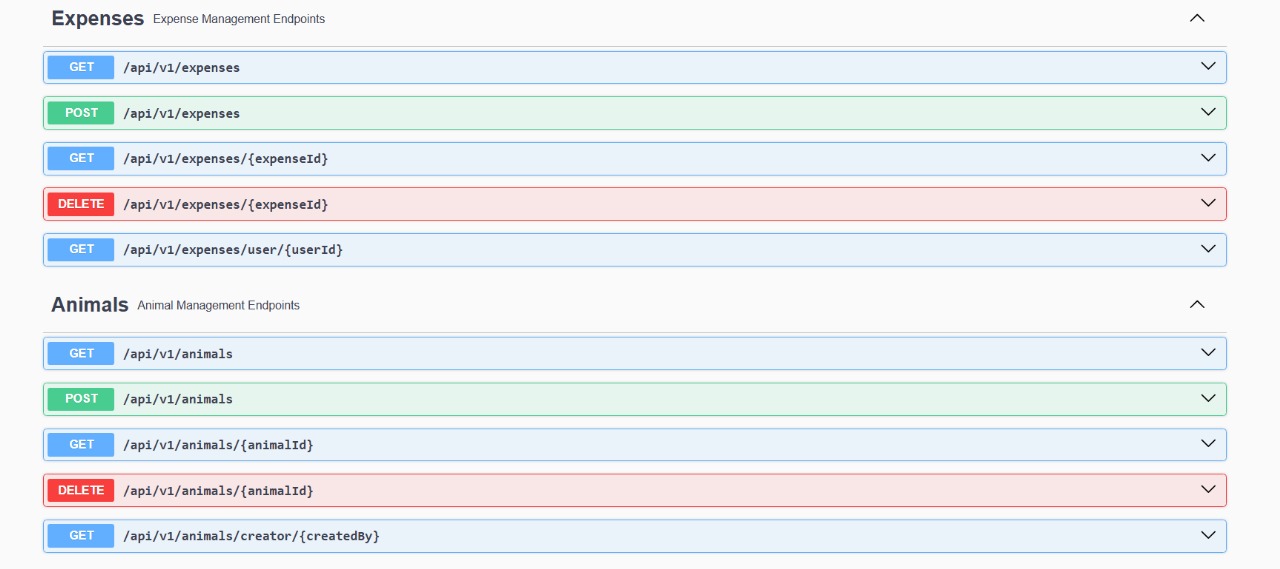 Expenses Expense Management Endpoints
GET /api/v1/expenses
POST /api/v1/expenses
GET /api/v1/expenses/{expenseId}
DELETE /api/v1/expenses/{expenseId}
GET /api/v1/expenses/user/{userId}
Animals Animal Management Endpoints
GET /api/v1/animals
POST /api/v1/animals
GET /api/v1/animals/{animalId}
DELETE /api/v1/animals/{animalId}
GET /api/v1/animals/creator/{createdBy}